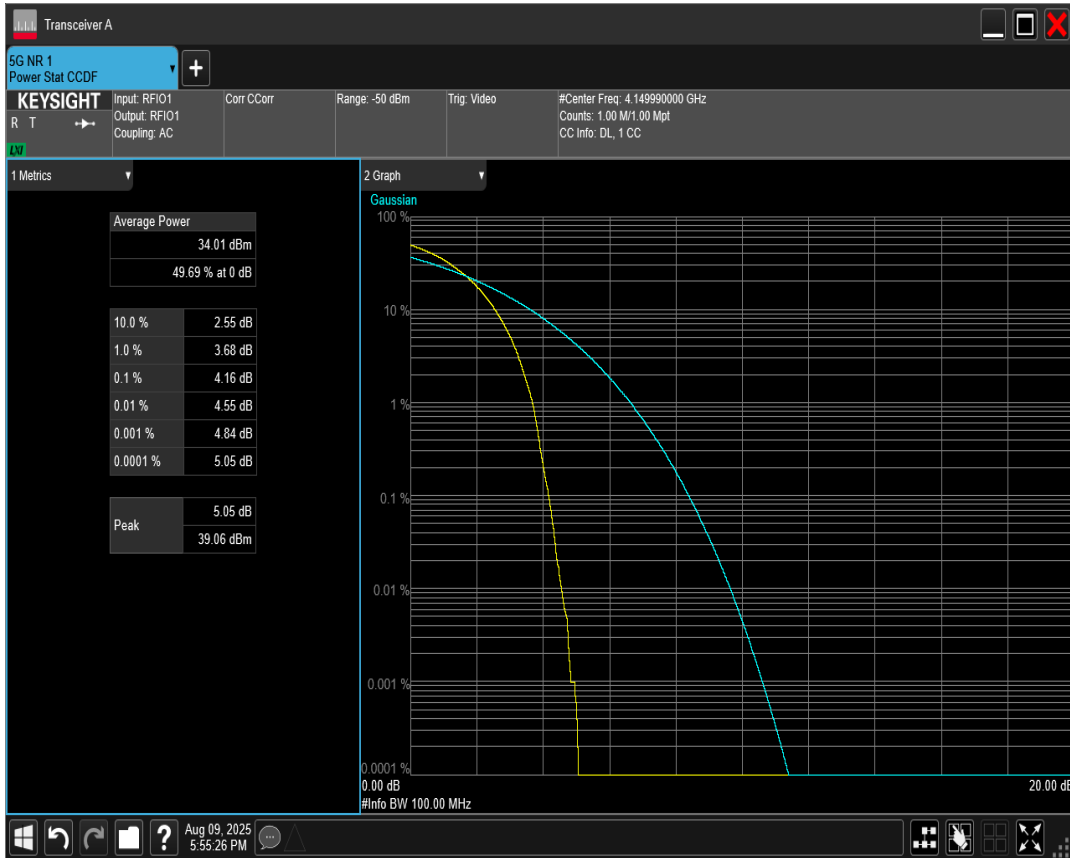 Transceiver A
5G NR 1
Power Stat CCDF
KEYSIGHT
R T
LXI
Input: RFIO1
Output: RFIO1
Coupling: AC
Corr CCorr
Range: -50 dBm
Trig: Video
#Center Freq: 4.149990000 GHz
Counts: 1.00 M/1.00 Mpt
CC Info: DL, 1 CC
1 Metrics
Average Power
34.01 dBm
49.69 % at 0 dB
10.0 % 2.55 dB
1.0 % 3.68 dB
0.1 % 4.16 dB
0.01 % 4.55 dB
0.001 % 4.84 dB
0.0001 % 5.05 dB
Peak 5.05 dB
39.06 dBm
2 Graph
Gaussian
100 %
10 %
1 %
0.1 %
0.01 %
0.001 %
0.0001 %
0.00 dB 20.00 dB
#Info BW 100.00 MHz
Aug 09, 2025
5:55:26 PM